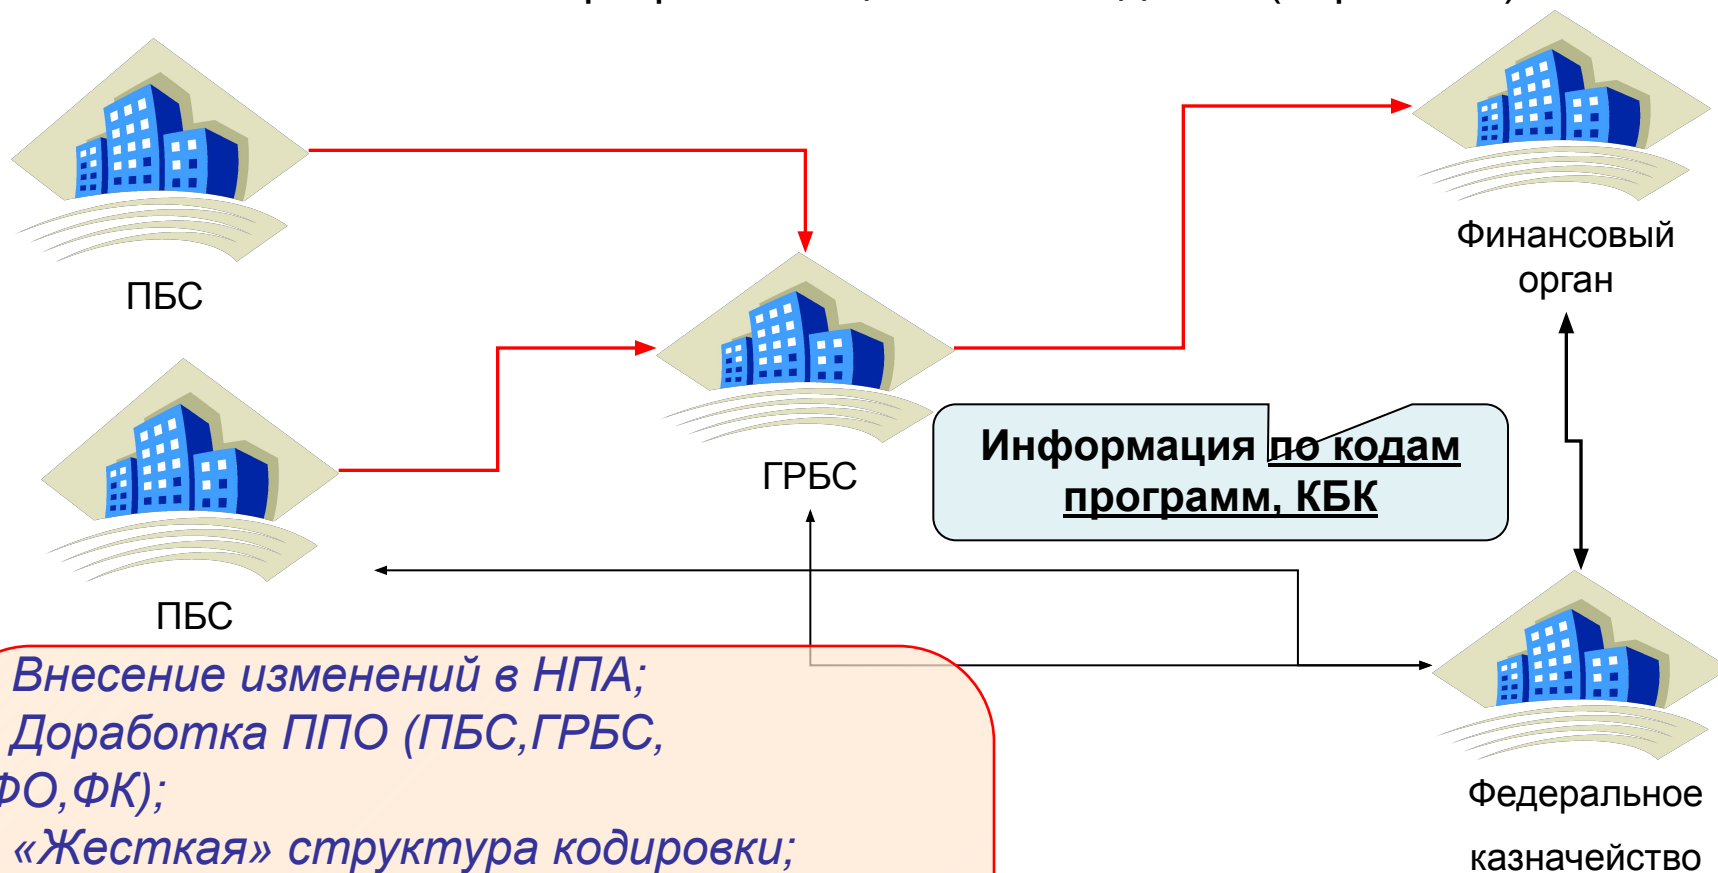 ПБС
Финансовый
орган
ПБС
ГРБС
Информация по кодам
программ, КБК
Внесение изменений в НПА;
Доработка ППО (ПБС,ГРБС,
ФО,ФК);
«Жесткая» структура кодировки;
Федеральное
казначейство